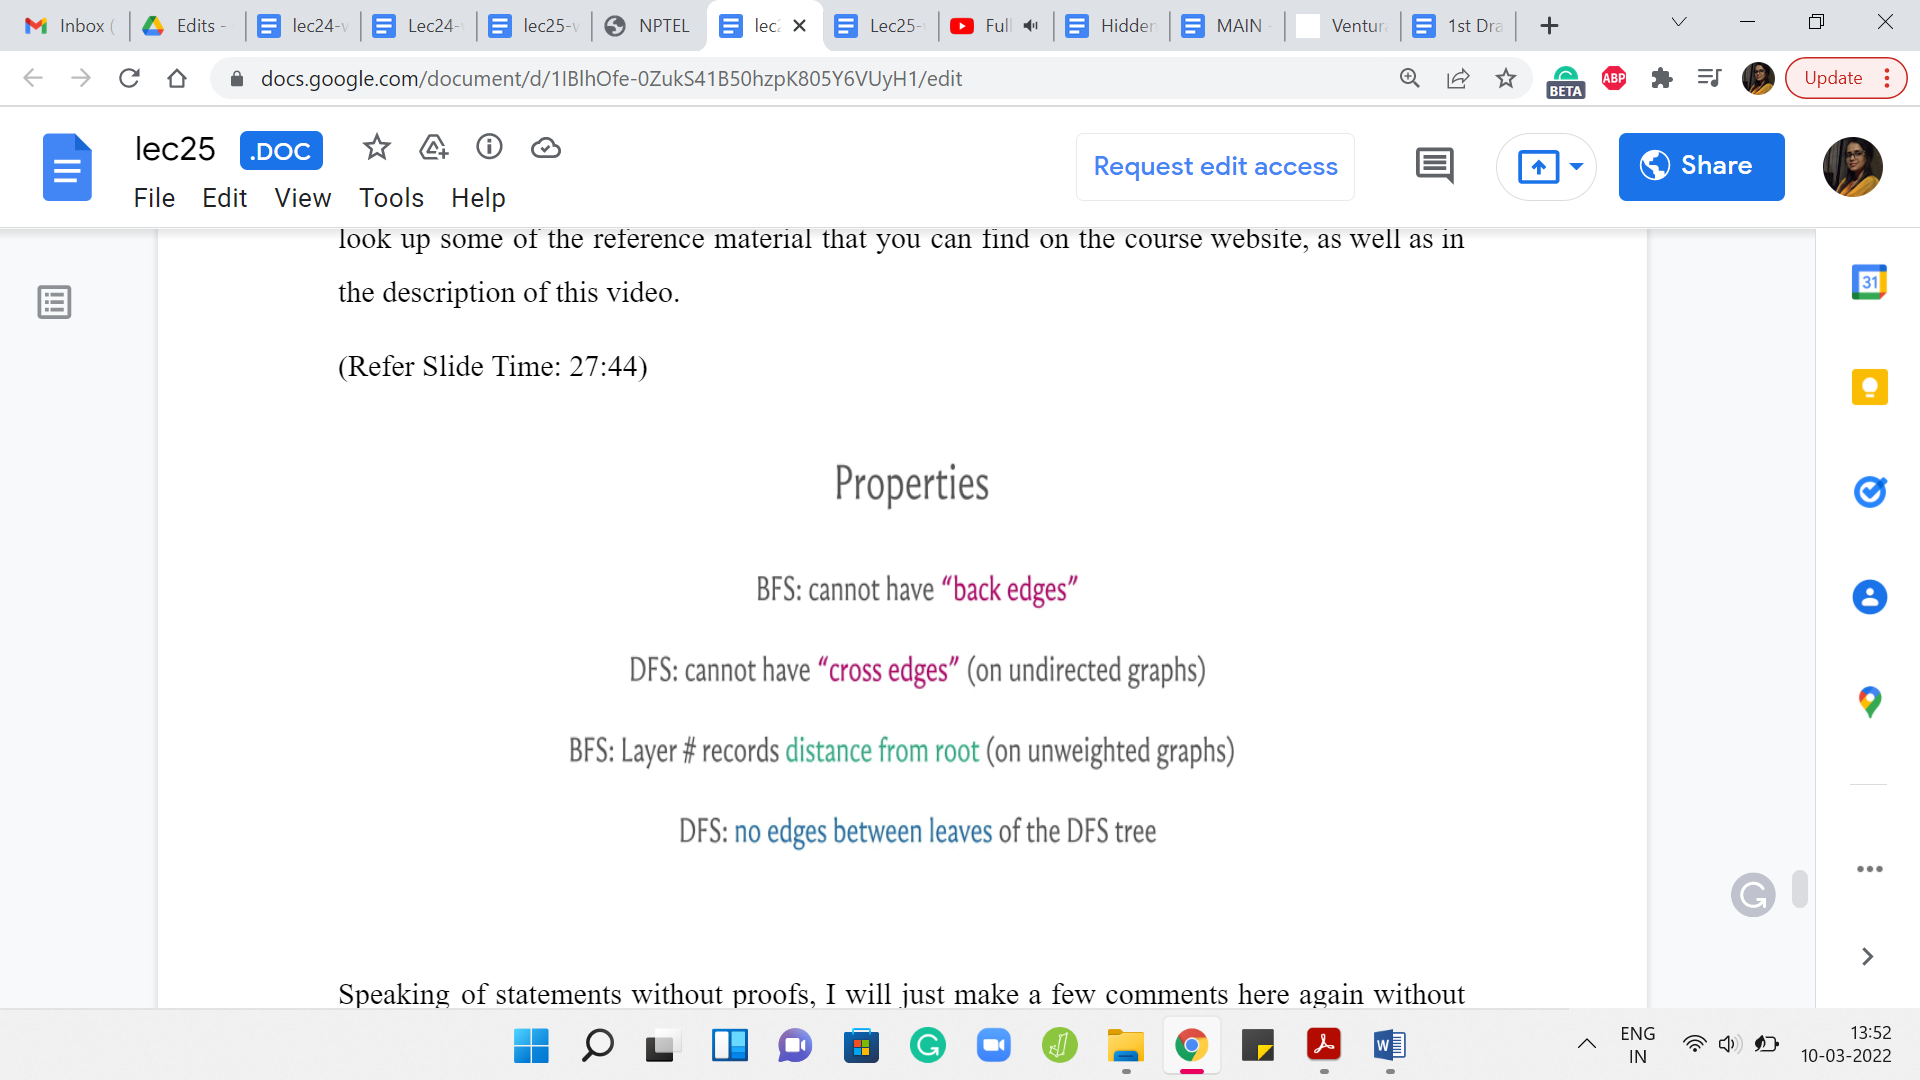 Inbox (
Edits -
lec24-w
Lec24-
lec25-w
NPTEL
lec2
Lec25-
Full
Hidden
MAIN -
Ventura
1st Dra
docs.google.com/document/d/1IBlhOfe-0ZukS41B50hzpK805Y6VUyH1/edit
BETA
ABP
Update
lec25
.DOC
Request edit access
Share
File Edit View Tools Help
look up some of the reference material that you can find on the course website, as well as in
the description of this video.
(Refer Slide Time: 27:44)
Properties
BFS: cannot have “back edges”
DFS: cannot have “cross edges” (on undirected graphs)
BFS: Layer # records distance from root (on unweighted graphs)
DFS: no edges between leaves of the DFS tree
Speaking of statements without proofs, I will just make a few comments here again without
31
ENG
IN
13:52
10-03-2022